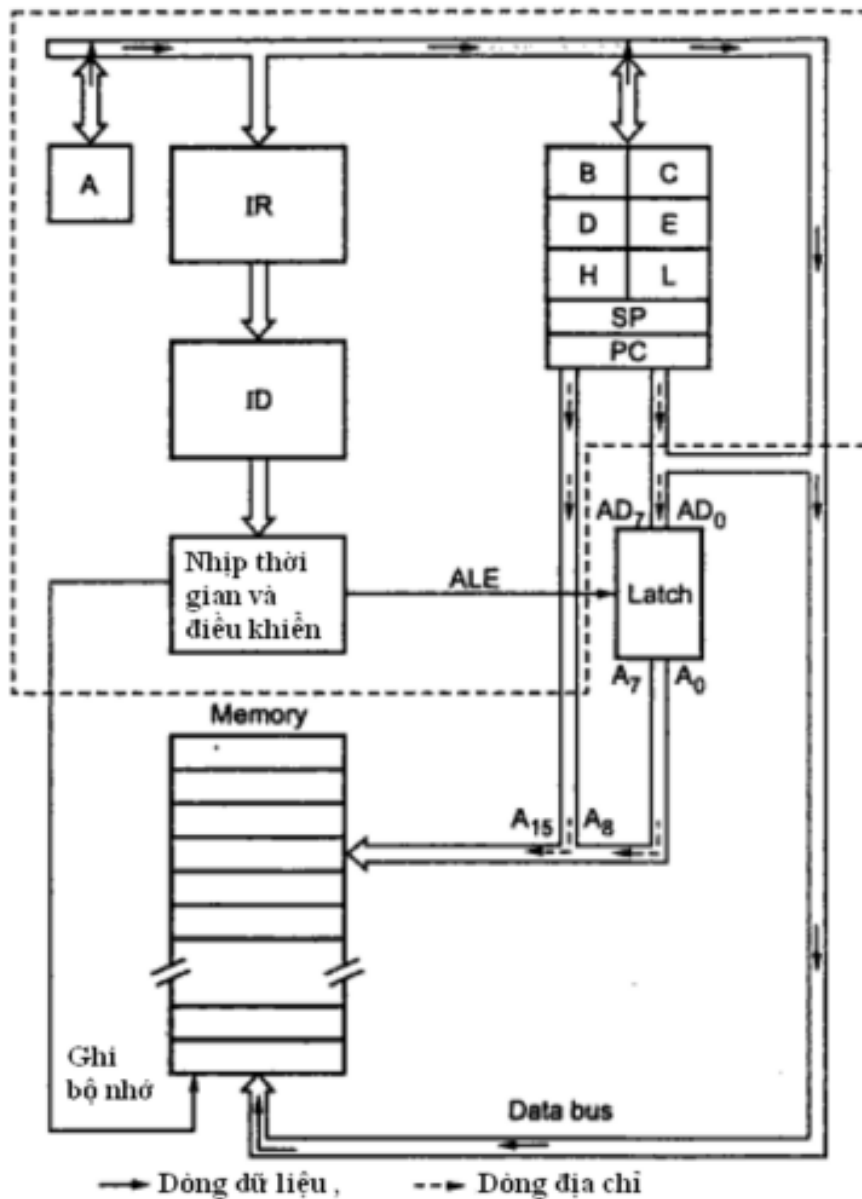 A
IR
B C
D E
H L
SP
PC
ID
AD7 AD0
Nhịp thời
gian và
điều khiển
ALE
Latch
A7 A0
Memory
A15 A8
Ghi
bộ nhớ
Data bus
Dòng dữ liệu , Dòng địa chỉ